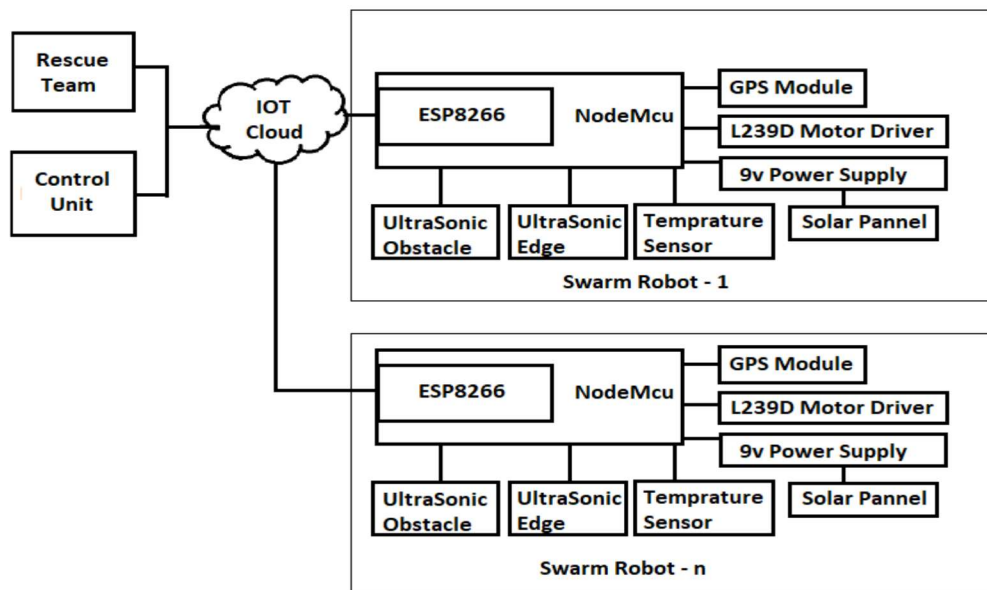 Rescue
Team
Control
Unit
IOT
Cloud
ESP8266
NodeMcu
GPS Module
L239D Motor Driver
9v Power Supply
Solar Pannel
UltraSonic
Obstacle
UltraSonic
Edge
Temprature
Sensor
Swarm Robot - 1
ESP8266
NodeMcu
GPS Module
L239D Motor Driver
9v Power Supply
Solar Pannel
UltraSonic
Obstacle
UltraSonic
Edge
Temprature
Sensor
Swarm Robot - n